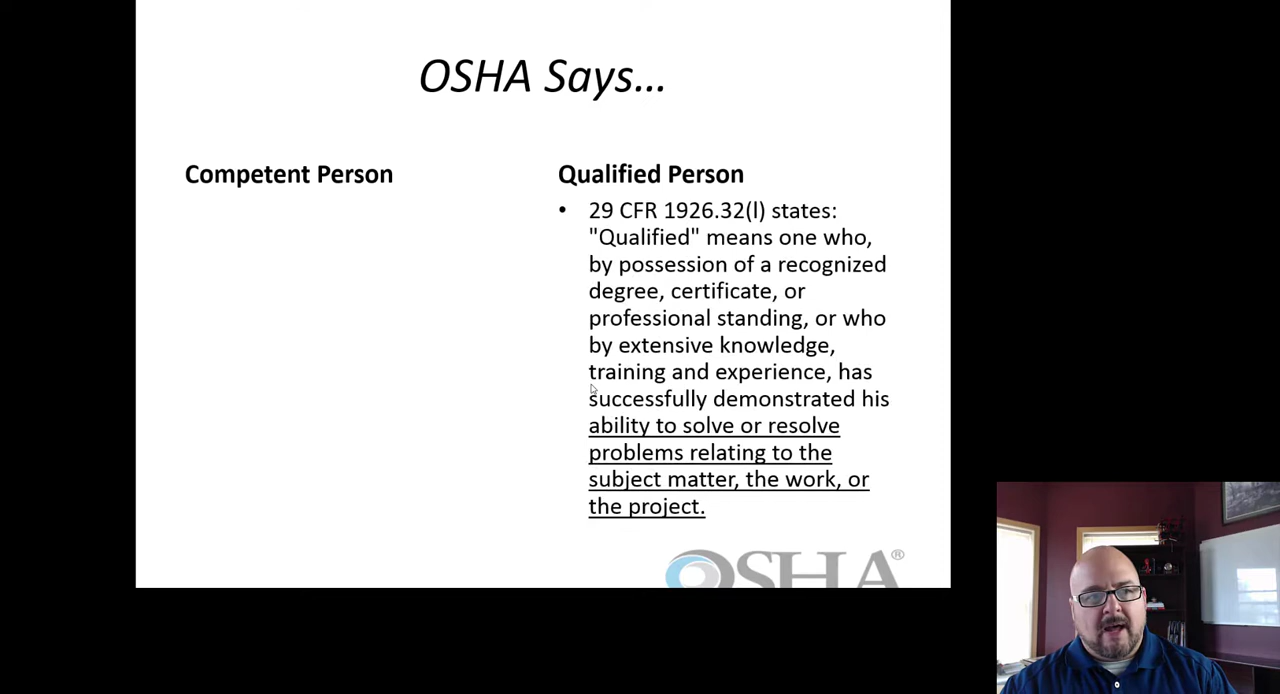 OSHA Says...
Competent Person
Qualified Person
• 29 CFR 1926.32(l) states:
"Qualified" means one who,
by possession of a recognized
degree, certificate, or
professional standing, or who
by extensive knowledge,
training and experience, has
successfully demonstrated his
ability to solve or resolve
problems relating to the
subject matter, the work, or
the project.
OSHA®